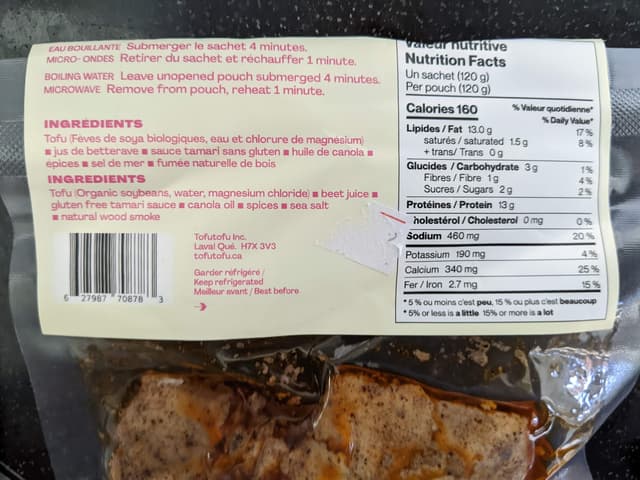 EAU BOUILLANTE Submerger le sachet 4 minutes.
MICRO-ONDES Retirer du sachet et réchauffer 1 minute.
BOILING WATER Leave unopened pouch submerged 4 minutes.
MICROWAVE Remove from pouch, reheat 1 minute.
INGRÉDIENTS
Tofu (Fèves de soya biologiques, eau et chlorure de magnésium)
■ jus de betterave ■ sauce tamari sans gluten ■ huile de canola ■
épices ■ sel de mer ■ fumée naturelle de bois
INGREDIENTS
Tofu (Organic soybeans, water, magnesium chloride) ■ beet juice ■
gluten free tamari sauce ■ canola oil ■ spices ■ sea salt
■ natural wood smoke
6 27987 70878 3
Tofutofu Inc.
Laval Qué. H7X 3V3
tofutofu.ca
Garder réfrigéré /
Keep refrigerated
Meilleur avant / Best before
→
Valeur nutritive
Nutrition Facts
Un sachet (120 g)
Per pouch (120 g)
Calories 160 % Valeur quotidienne*
% Daily Value*
Lipides / Fat 13.0 g 17 %
saturés / saturated 1.5 g 8 %
+ trans / Trans 0 g
Glucides / Carbohydrate 3 g 1 %
Fibres / Fibre 1 g 4 %
Sucres / Sugars 2 g 2 %
Protéines / Protein 13 g
holestérol / Cholesterol 0 mg 0 %
Sodium 460 mg 20 %
Potassium 190 mg 4 %
Calcium 340 mg 25 %
Fer / Iron 2.7 mg 15 %
* 5 % ou moins c'est peu, 15 % ou plus c'est beaucoup
* 5% or less is a little 15% or more is a lot